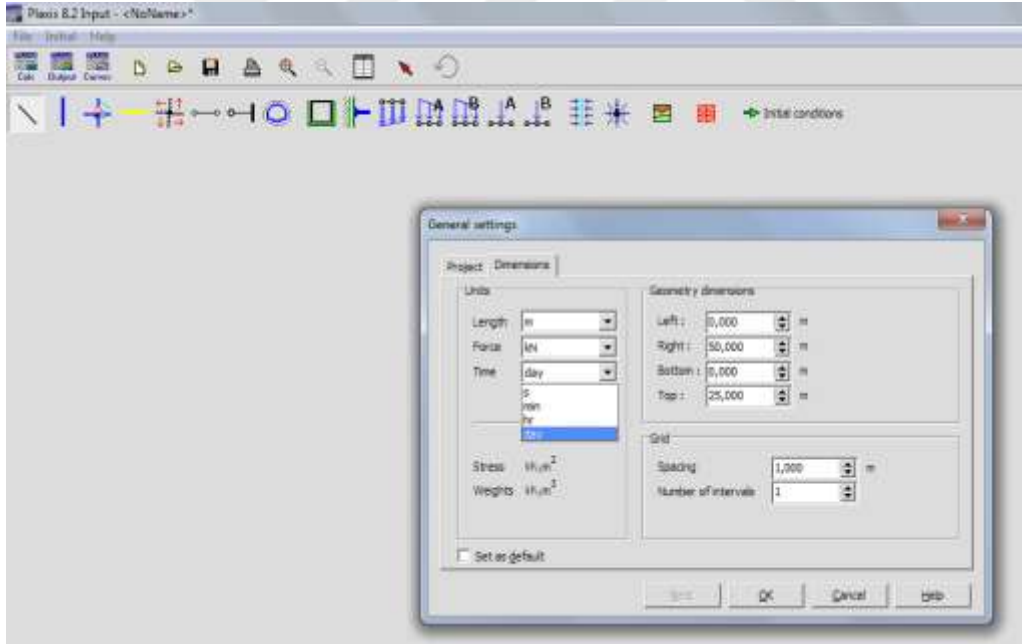 Plaxis 8.2 Input - <NoName>*
File Initial Help
Calc Output Curves
A B A B Initial conditions
General settings
Project Dimensions
Units
Length m
Force kN
Time day
s
min
hr
day
Stress kN/m²
Weights kN/m³
Geometry dimensions
Left : 0,000 m
Right : 50,000 m
Bottom : 0,000 m
Top : 25,000 m
Grid
Spacing 1,000 m
Number of intervals 1
Set as default
Next OK Cancel Help